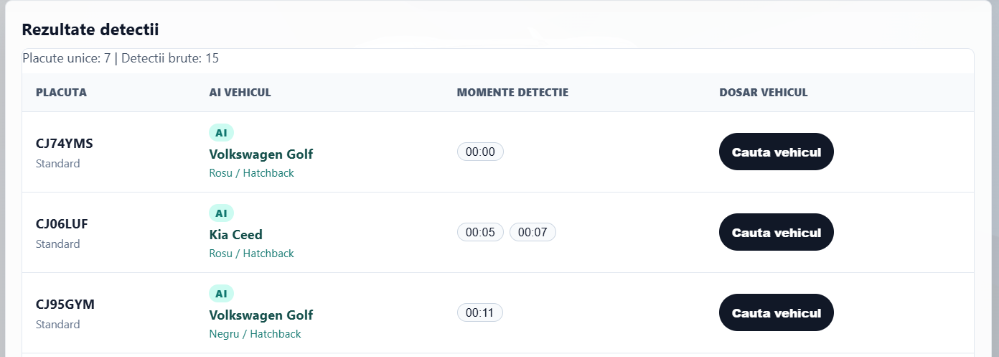 Rezultate detectii
Placute unice: 7 | Detectii brute: 15
PLACUTA AI VEHICUL MOMENTE DETECTIE DOSAR VEHICUL
CJ74YMS
Standard
AI
Volkswagen Golf
Rosu / Hatchback
00:00
Cauta vehicul
CJ06LUF
Standard
AI
Kia Ceed
Rosu / Hatchback
00:05 00:07
Cauta vehicul
CJ95GYM
Standard
AI
Volkswagen Golf
Negru / Hatchback
00:11
Cauta vehicul